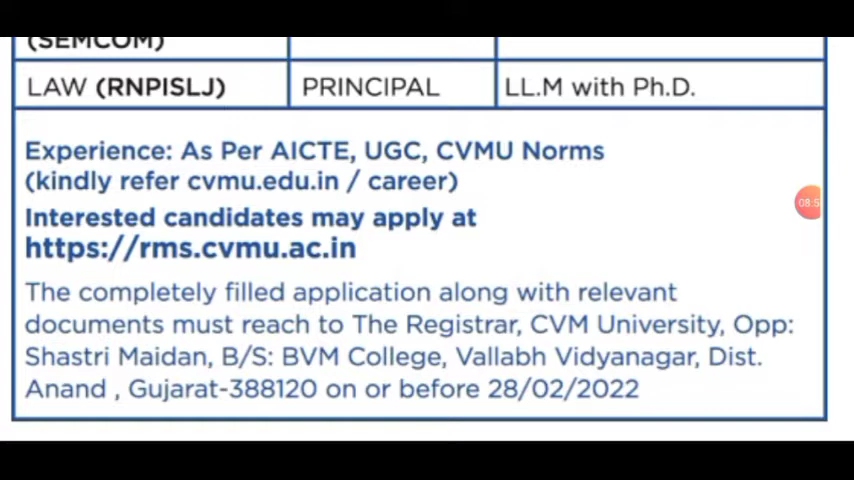 (SEMCOM)
LAW (RNPISLJ) PRINCIPAL LL.M with Ph.D.
Experience: As Per AICTE, UGC, CVMU Norms
(kindly refer cvmu.edu.in / career)
Interested candidates may apply at
https://rms.cvmu.ac.in
The completely filled application along with relevant
documents must reach to The Registrar, CVM University, Opp:
Shastri Maidan, B/S: BVM College, Vallabh Vidyanagar, Dist.
Anand , Gujarat-388120 on or before 28/02/2022